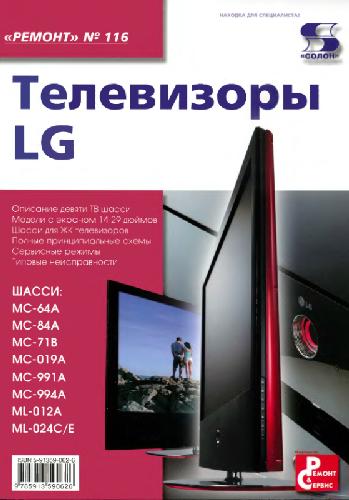 НАХОДКА ДЛЯ СПЕЦИАЛИСТА
«РЕМОНТ» № 116
«СОЛОН»
Телевизоры
LG
Описание девяти ТВ шасси
Модели с экраном 14-29 дюймов
Шасси для ЖК телевизоров
Полные принципиальные схемы
Сервисные режимы
Типовые неисправности
ШАССИ:
MC-64A
MC-84A
MC-71B
MC-019A
MC-991A
MC-994A
ML-012A
ML-024C/E
LG
РЕМОНТ
СЕРВИС